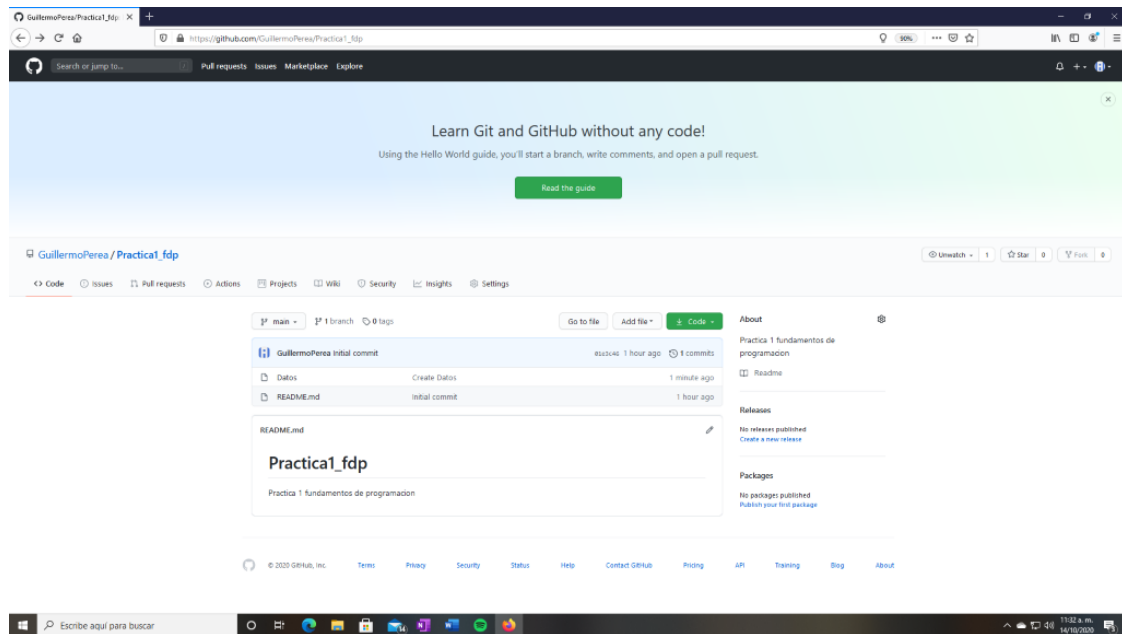 GuillermoPerea/Practica1_fdp
https://github.com/GuillermoPerea/Practica1_fdp
90%
Search or jump to...
Pull requests Issues Marketplace Explore
Learn Git and GitHub without any code!
Using the Hello World guide, you'll start a branch, write comments, and open a pull request.
Read the guide
GuillermoPerea / Practica1_fdp
Unwatch 1 Star 0 Fork 0
Code Issues Pull requests Actions Projects Wiki Security Insights Settings
main 1 branch 0 tags
Go to file Add file Code
About
Practica 1 fundamentos de
programacion
Readme
GuillermoPerea Initial commit
1 hour ago 1 commits
Datos Create Datos 1 minute ago
README.md Initial commit 1 hour ago
Releases
No releases published
Create a new release
README.md
Practica1_fdp
Practica 1 fundamentos de programacion
Packages
No packages published
Publish your first package
© 2020 GitHub, Inc. Terms Privacy Security Status Help Contact GitHub Pricing API Training Blog About
Escribe aquí para buscar
11:32 a. m.
14/10/2020